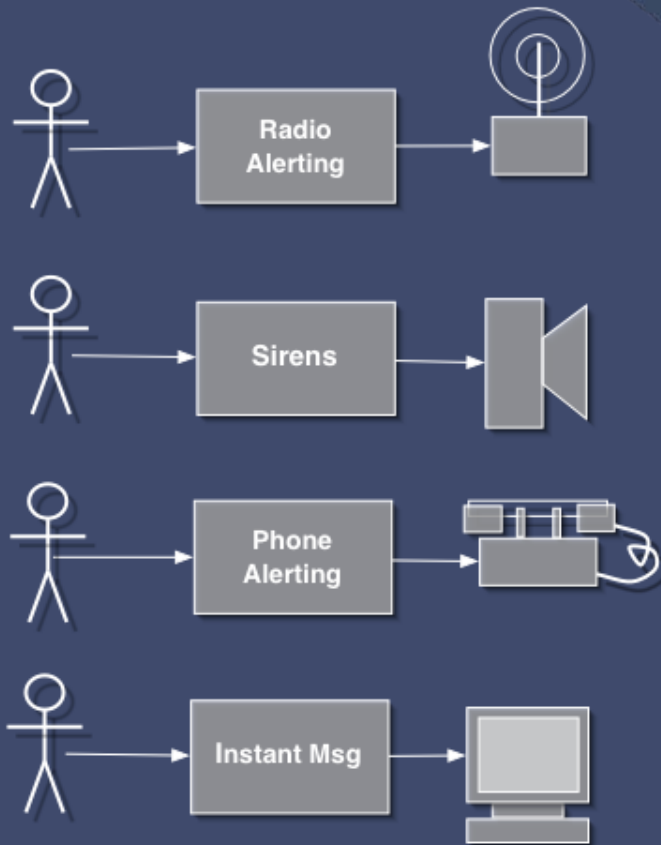 Radio
Alerting
Sirens
Phone
Alerting
Instant Msg